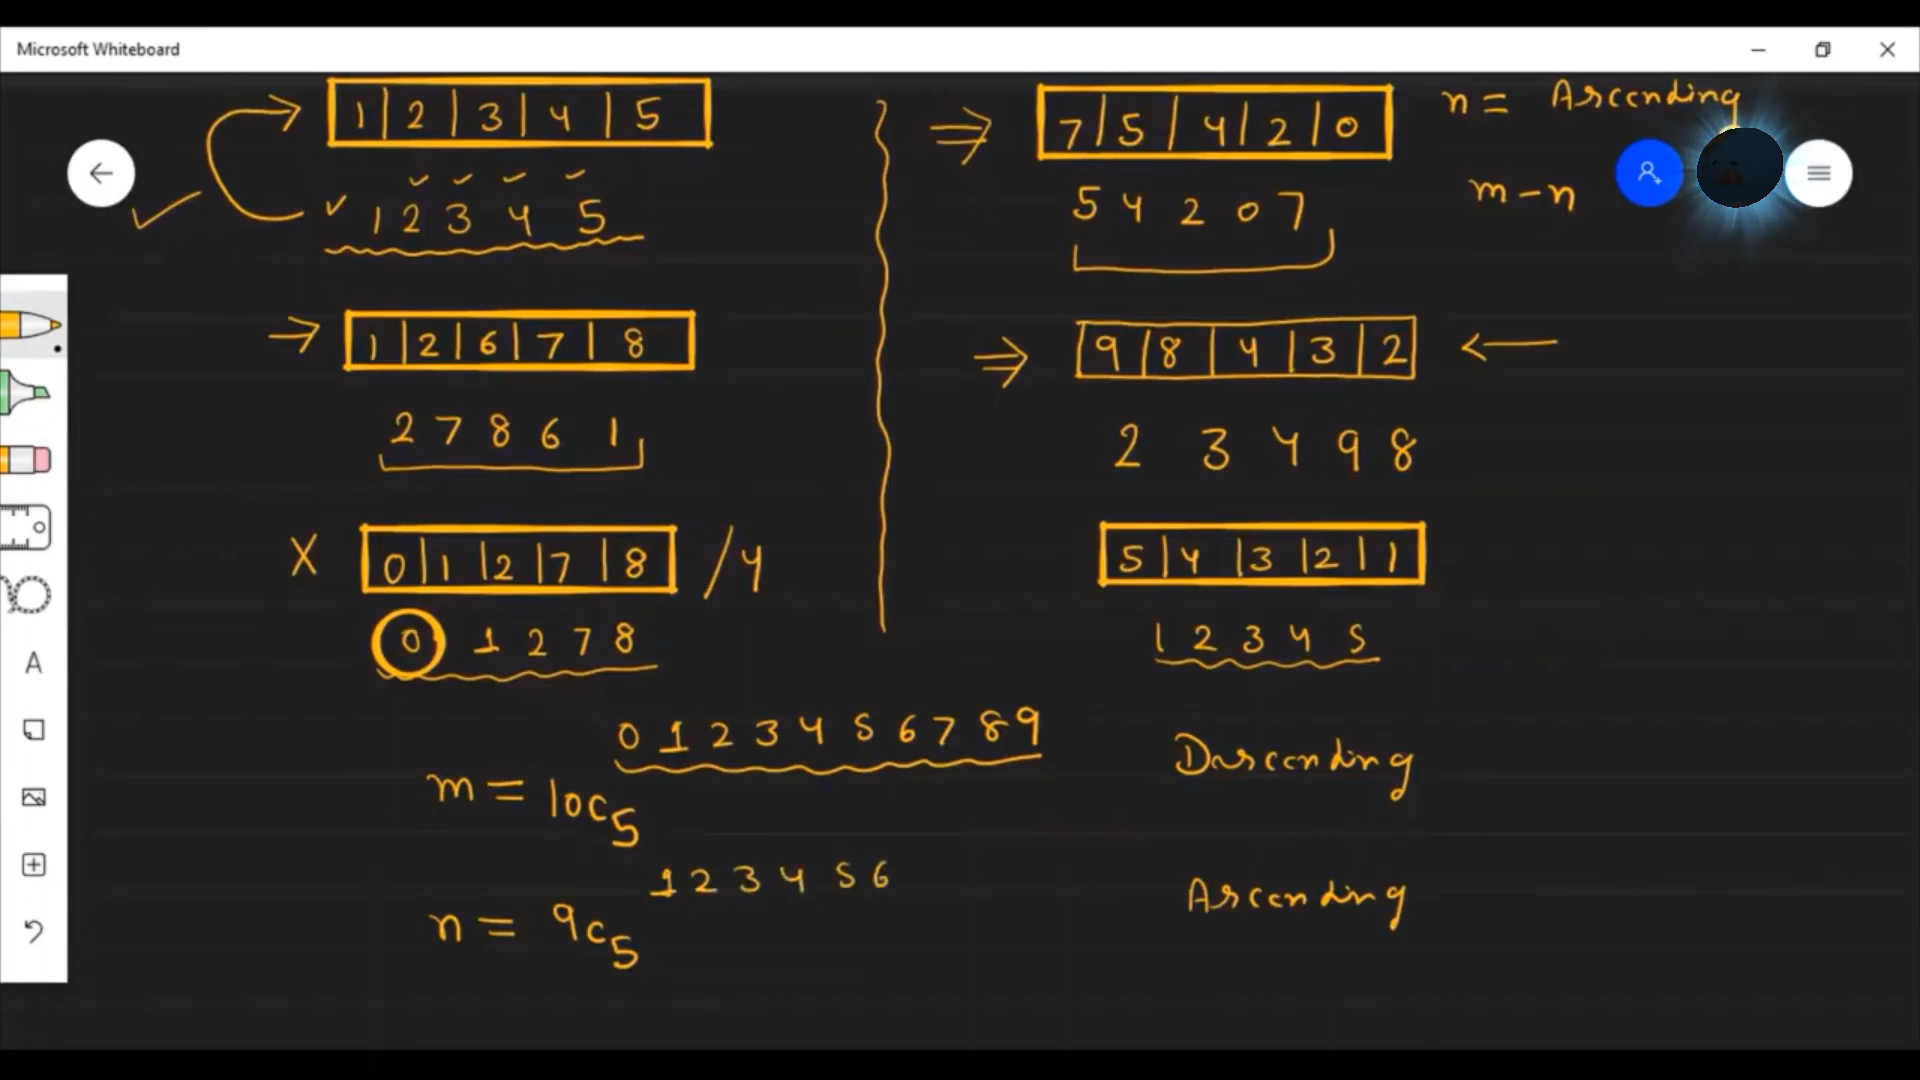 Microsoft Whiteboard
1|2|3|4|5
1 2 3 4 5
→ 1|2|6|7|8
2 7 8 6 1
X 0|1|2|7|8 /4
0 1 2 7 8
0 1 2 3 4 5 6 7 8 9
m = 10c5
1 2 3 4 5 6
n = 9c5
⇒ 7|5|4|2|0
n = Ascending
5 4 2 0 7
m - n
⇒ 9|8|4|3|2 ←
2 3 4 9 8
5|4|3|2|1
1 2 3 4 5
Descending
Ascending
A